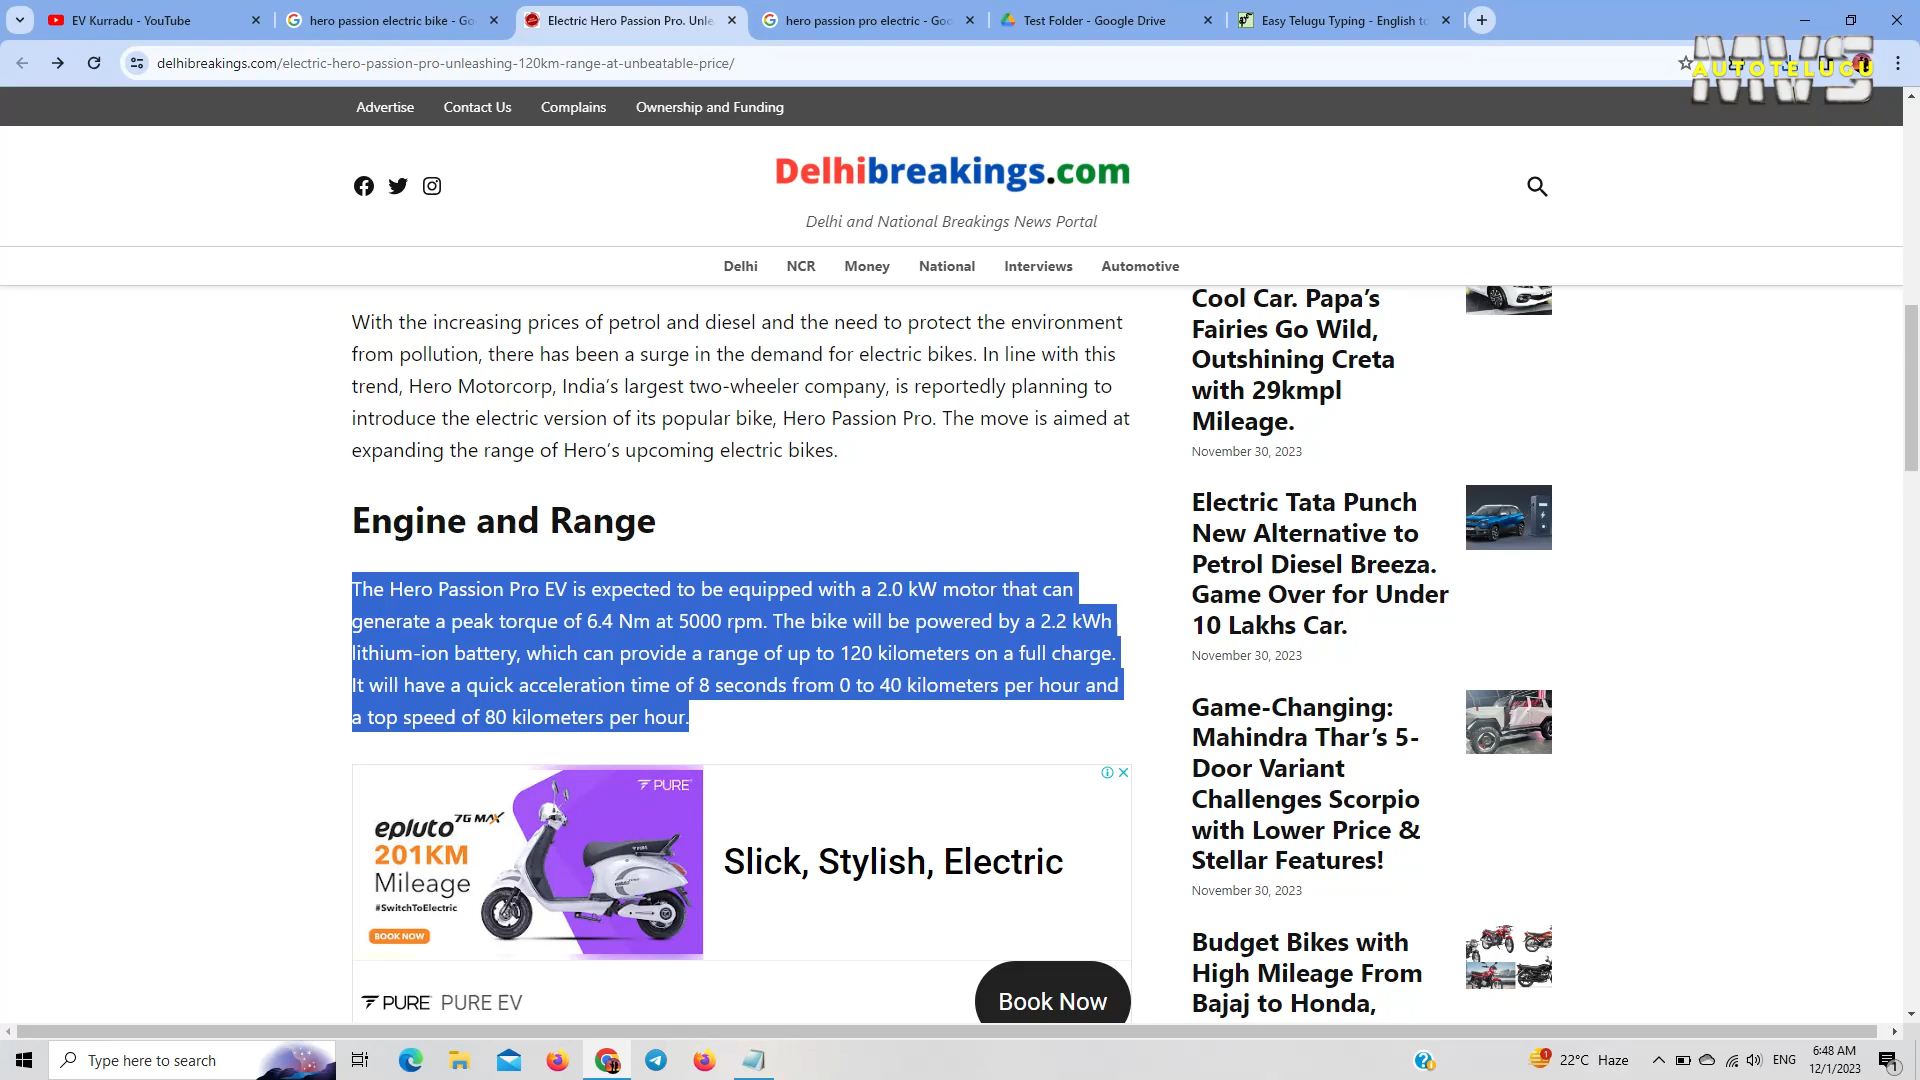 EV Kurradu - YouTube
hero passion electric bike - Go
Electric Hero Passion Pro. Unle
hero passion pro electric - Goo
Test Folder - Google Drive
Easy Telugu Typing - English to
delhibreakings.com/electric-hero-passion-pro-unleashing-120km-range-at-unbeatable-price/
MVS
AUTOTELUGU
Advertise
Contact Us
Complains
Ownership and Funding
Delhibreakings.com
Delhi and National Breakings News Portal
Delhi
NCR
Money
National
Interviews
Automotive
With the increasing prices of petrol and diesel and the need to protect the environment
from pollution, there has been a surge in the demand for electric bikes. In line with this
trend, Hero Motorcorp, India’s largest two-wheeler company, is reportedly planning to
introduce the electric version of its popular bike, Hero Passion Pro. The move is aimed at
expanding the range of Hero’s upcoming electric bikes.
Engine and Range
The Hero Passion Pro EV is expected to be equipped with a 2.0 kW motor that can
generate a peak torque of 6.4 Nm at 5000 rpm. The bike will be powered by a 2.2 kWh
lithium-ion battery, which can provide a range of up to 120 kilometers on a full charge.
It will have a quick acceleration time of 8 seconds from 0 to 40 kilometers per hour and
a top speed of 80 kilometers per hour.
PURE
epluto 7G MAX
201KM
Mileage
#SwitchToElectric
BOOK NOW
Slick, Stylish, Electric
PURE PURE EV
Book Now
Cool Car. Papa’s
Fairies Go Wild,
Outshining Creta
with 29kmpl
Mileage.
November 30, 2023
Electric Tata Punch
New Alternative to
Petrol Diesel Breeza.
Game Over for Under
10 Lakhs Car.
November 30, 2023
Game-Changing:
Mahindra Thar’s 5-
Door Variant
Challenges Scorpio
with Lower Price &
Stellar Features!
November 30, 2023
Budget Bikes with
High Mileage From
Bajaj to Honda,
Type here to search
1
22°C Haze
ENG
6:48 AM
12/1/2023
1